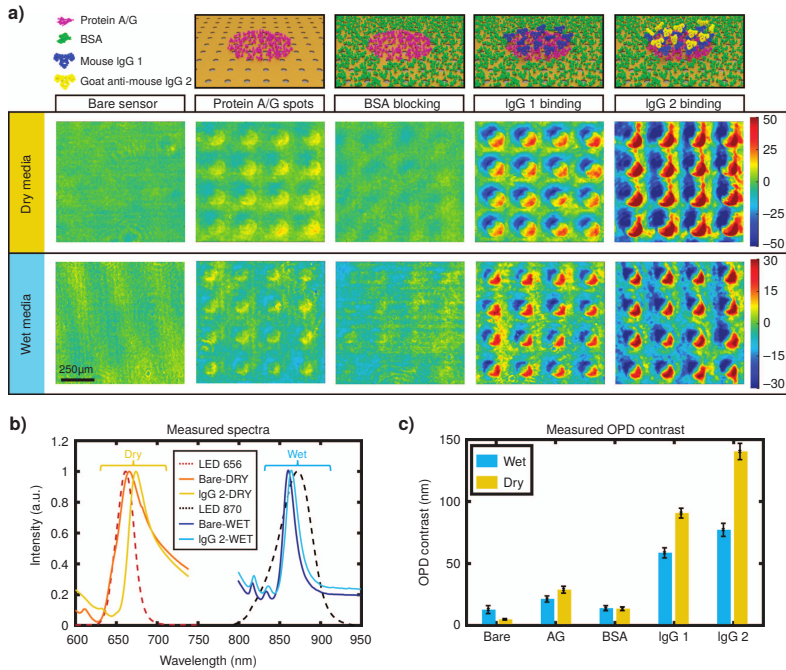 a)
Protein A/G
BSA
Mouse IgG 1
Goat anti-mouse IgG 2
Bare sensor
Protein A/G spots
BSA blocking
IgG 1 binding
IgG 2 binding
Dry media
50
25
0
−25
−50
Wet media
250µm
30
15
0
−15
−30
b)
Measured spectra
Intensity (a.u.)
1.2
1
0.8
0.6
0.4
0.2
0
Dry
Wet
LED 656
Bare-DRY
IgG 2-DRY
LED 870
Bare-WET
IgG 2-WET
600 650 700 750 800 850 900 950
Wavelength (nm)
c)
Measured OPD contrast
OPD contrast (nm)
150
100
50
0
Wet
Dry
Bare AG BSA IgG 1 IgG 2